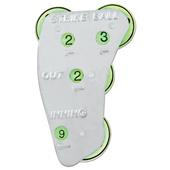 STRIKE BALL
2 3
OUT 2
INNING
9